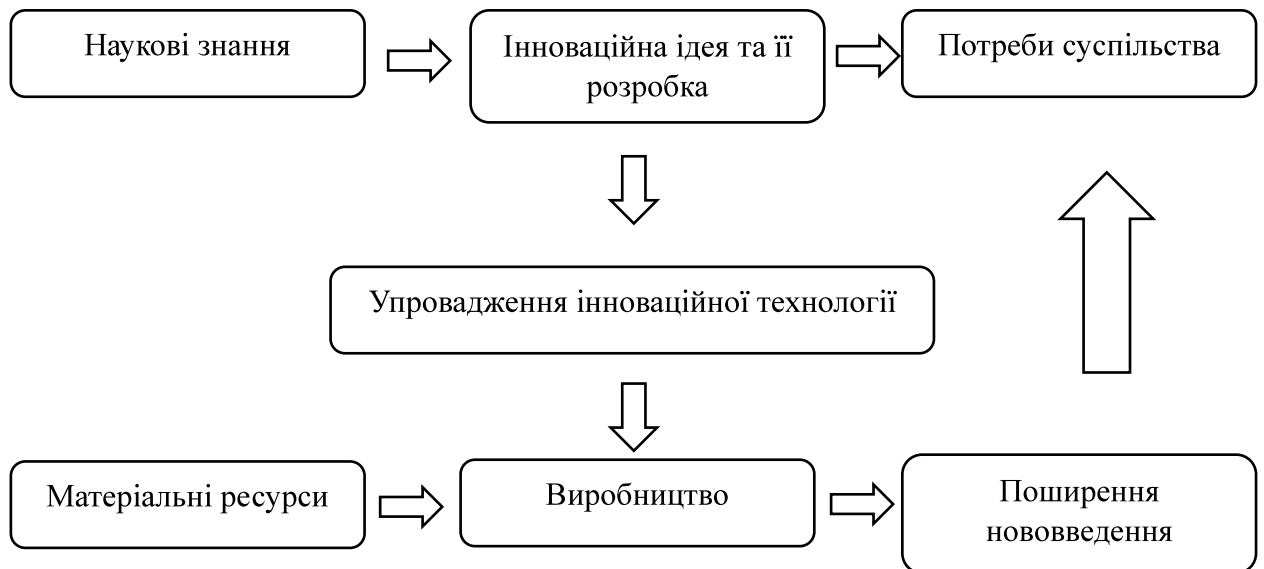 Наукові знання
Інноваційна ідея та її
розробка
Потреби суспільства
Упровадження інноваційної технології
Матеріальні ресурси
Виробництво
Поширення
нововведення